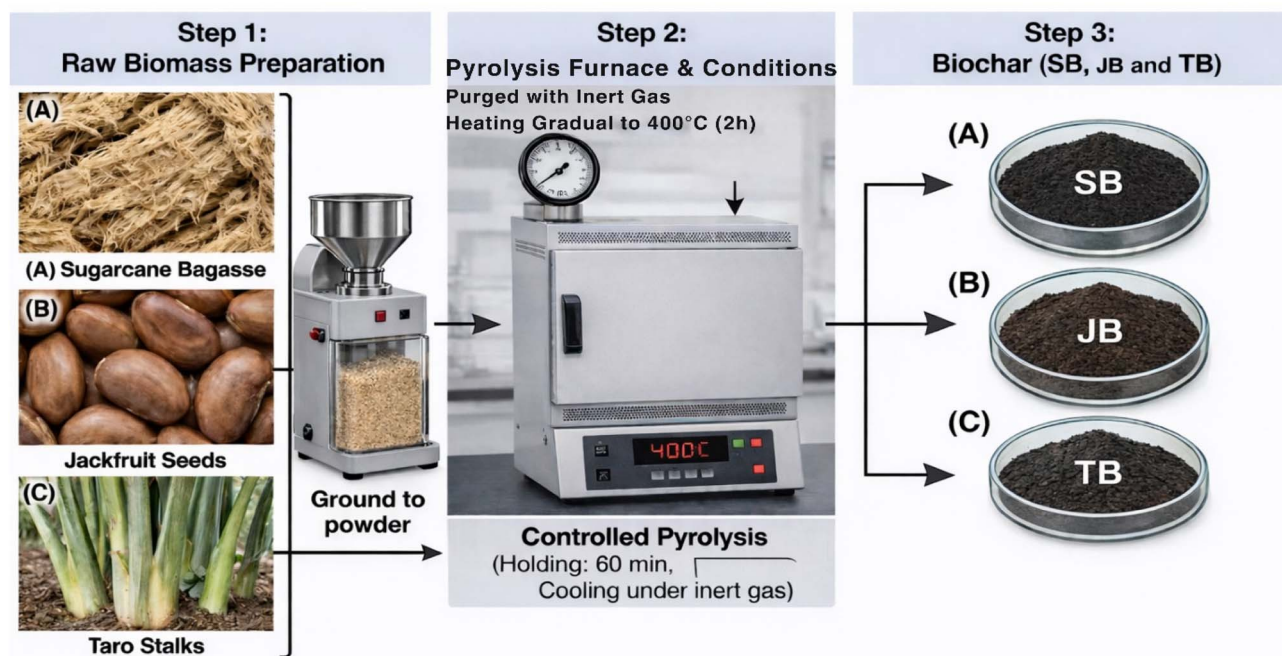 Step 1:
Raw Biomass Preparation
(A)
(A) Sugarcane Bagasse
(B)
Jackfruit Seeds
(C)
Taro Stalks
Ground to
powder
Step 2:
Pyrolysis Furnace & Conditions
Purged with Inert Gas
Heating Gradual to 400°C (2h)
400°C
Controlled Pyrolysis
(Holding: 60 min,
Cooling under inert gas)
Step 3:
Biochar (SB, JB and TB)
(A)
SB
(B)
JB
(C)
TB